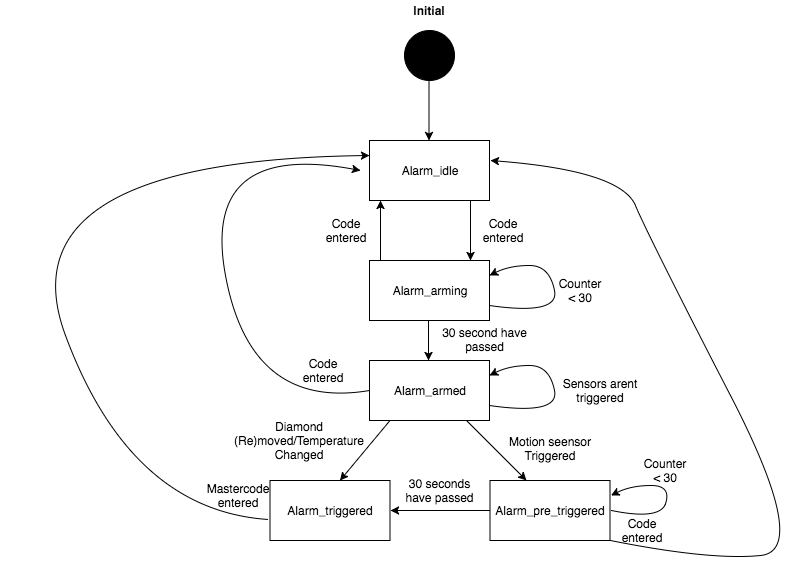 Initial
Alarm_idle
Code
entered
Code
entered
Alarm_arming
Counter
< 30
30 second have
passed
Code
entered
Alarm_armed
Sensors arent
triggered
Diamond
(Re)moved/Temperature
Changed
Motion seensor
Triggered
Mastercode
entered
Alarm_triggered
30 seconds
have passed
Alarm_pre_triggered
Counter
< 30
Code
entered